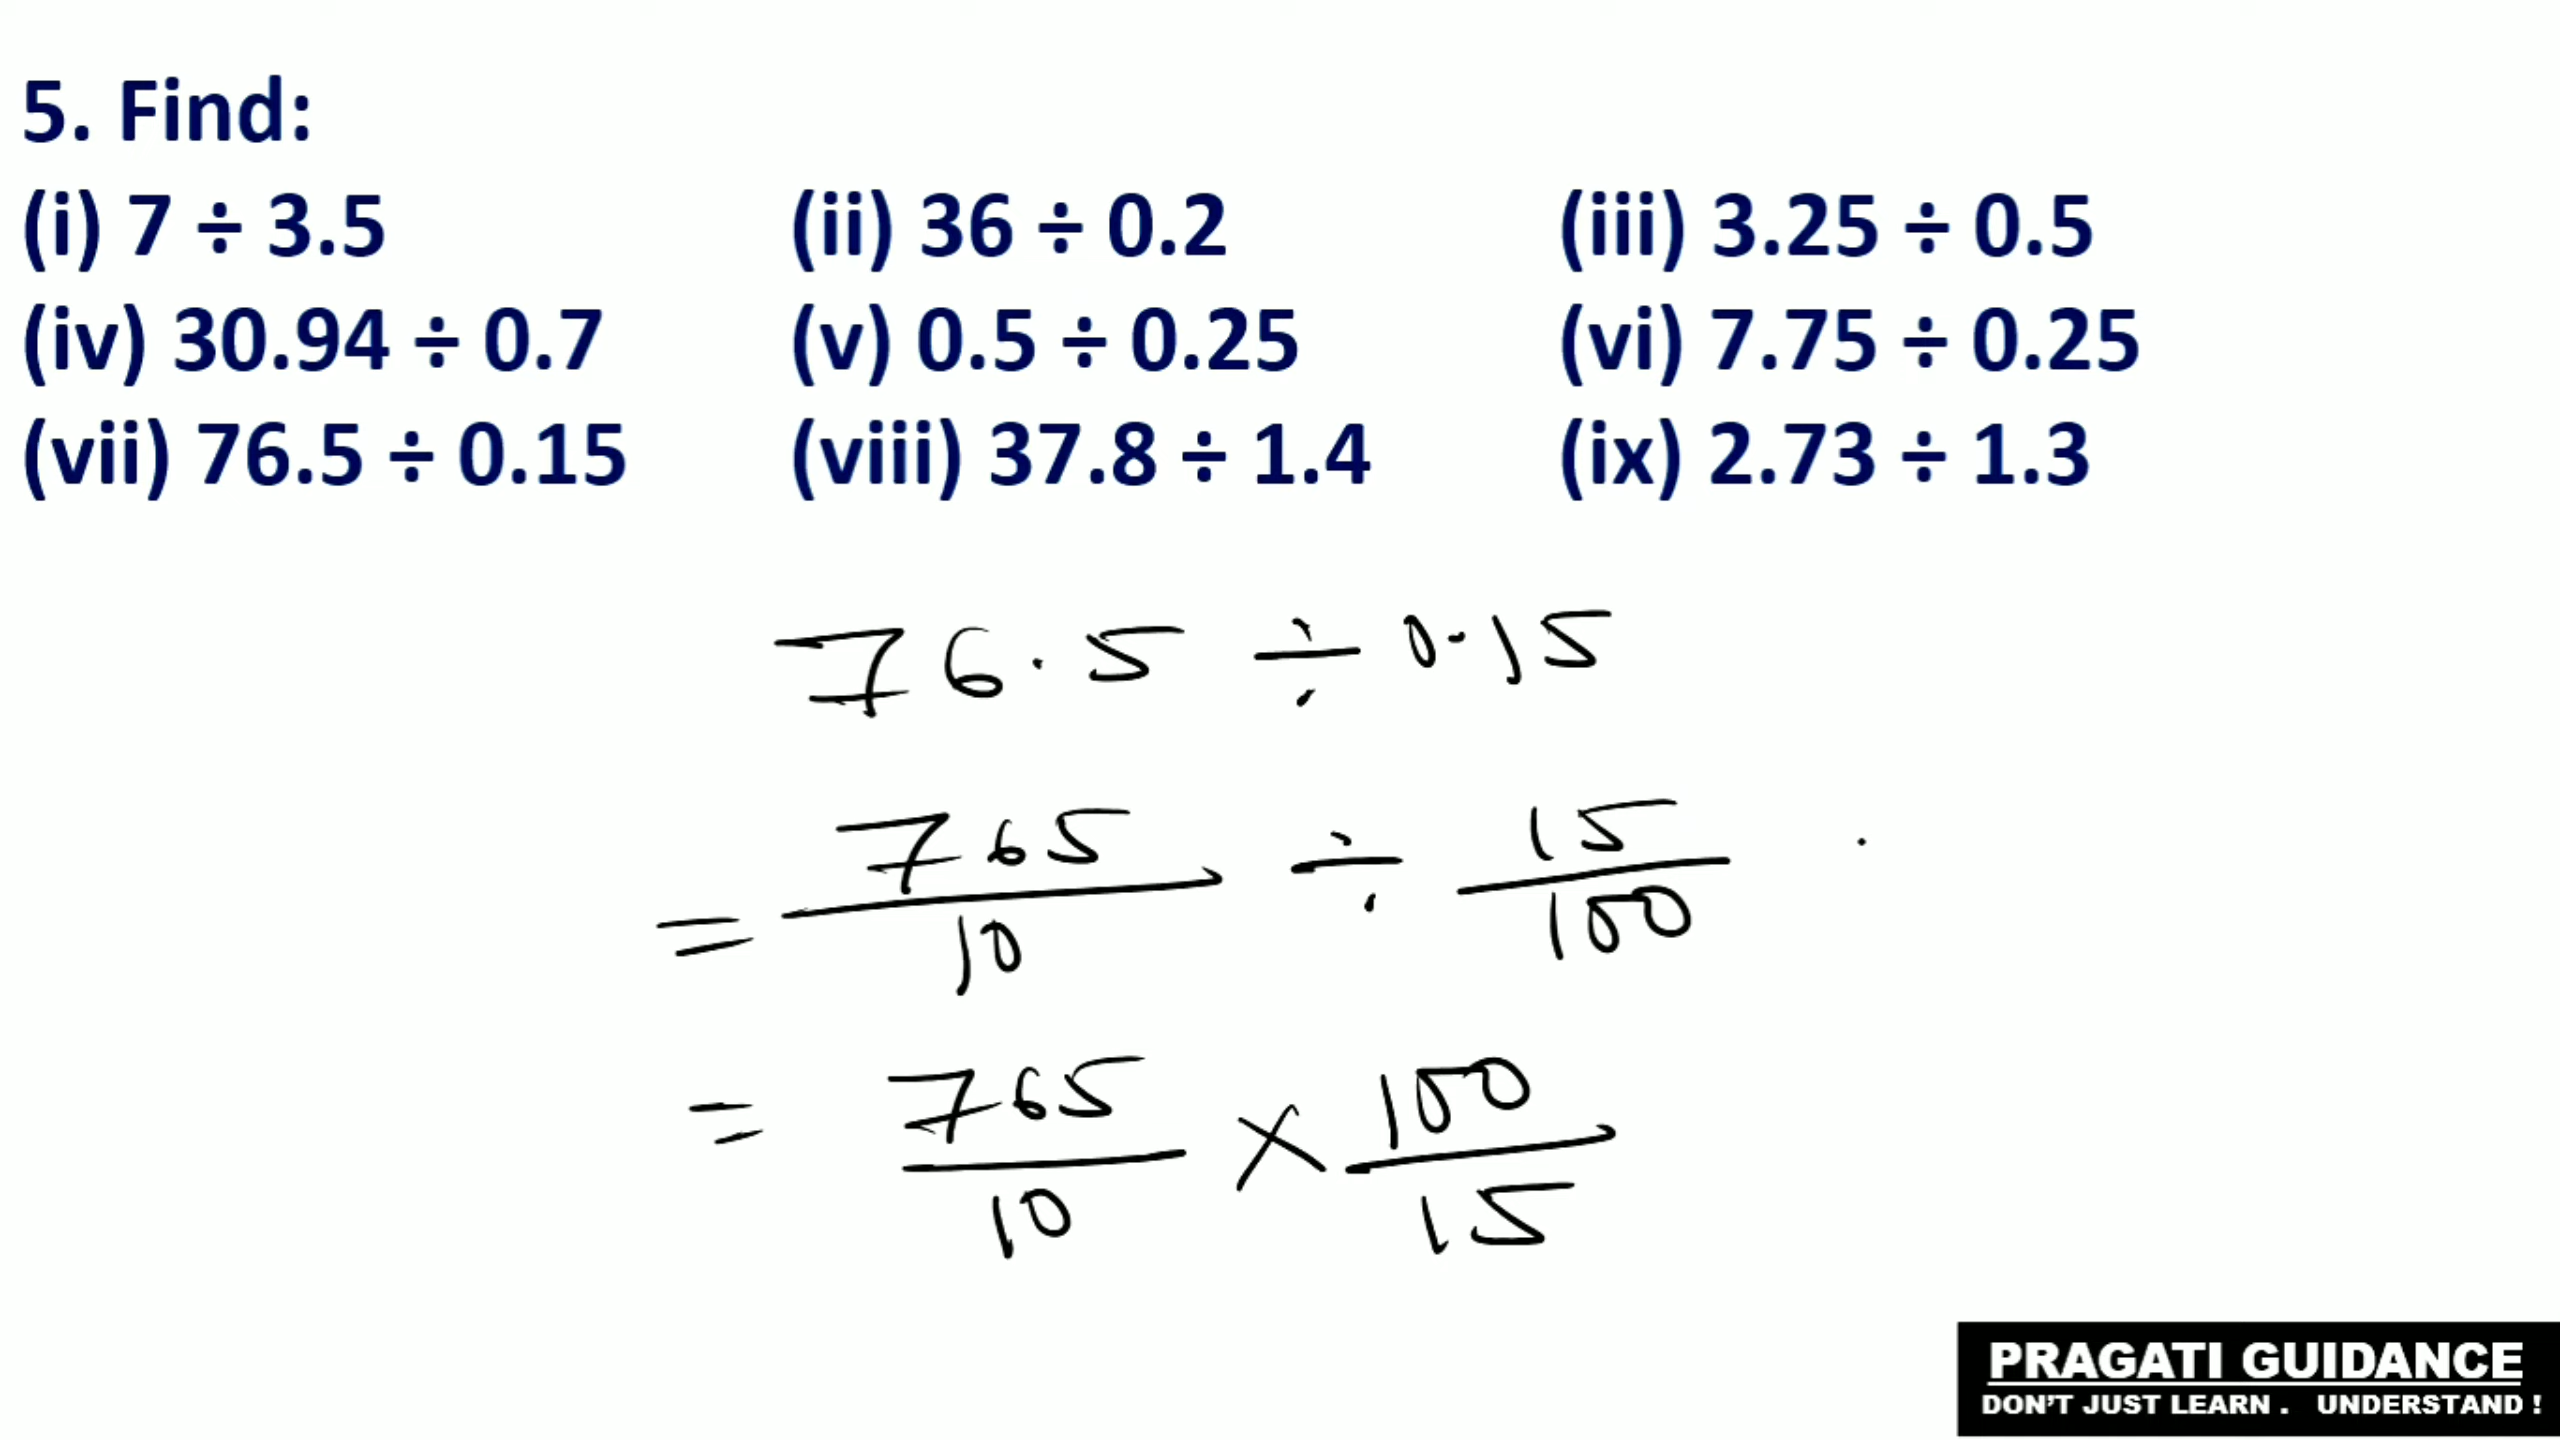 5. Find:
(i) 7 ÷ 3.5 (ii) 36 ÷ 0.2 (iii) 3.25 ÷ 0.5
(iv) 30.94 ÷ 0.7 (v) 0.5 ÷ 0.25 (vi) 7.75 ÷ 0.25
(vii) 76.5 ÷ 0.15 (viii) 37.8 ÷ 1.4 (ix) 2.73 ÷ 1.3
76.5 ÷ 0.15
= 765/10 ÷ 15/100
= 765/10 × 100/15
PRAGATI GUIDANCE
DON'T JUST LEARN . UNDERSTAND !